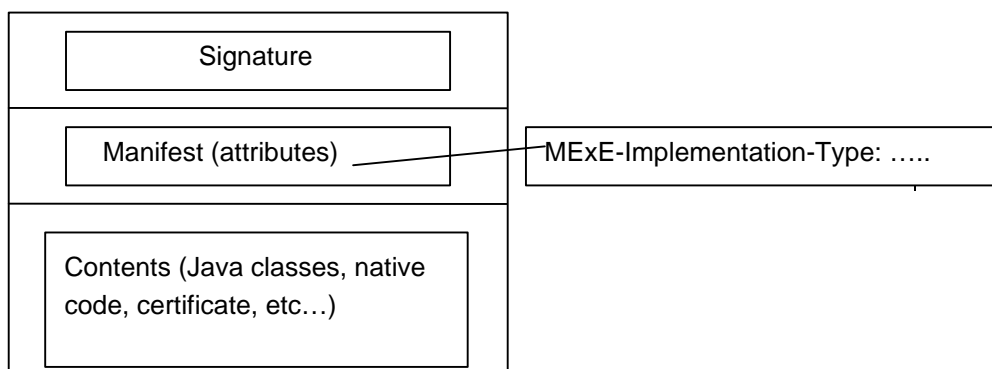 Signature
Manifest (attributes)
MExE-Implementation-Type: …..
Contents (Java classes, native
code, certificate, etc…)